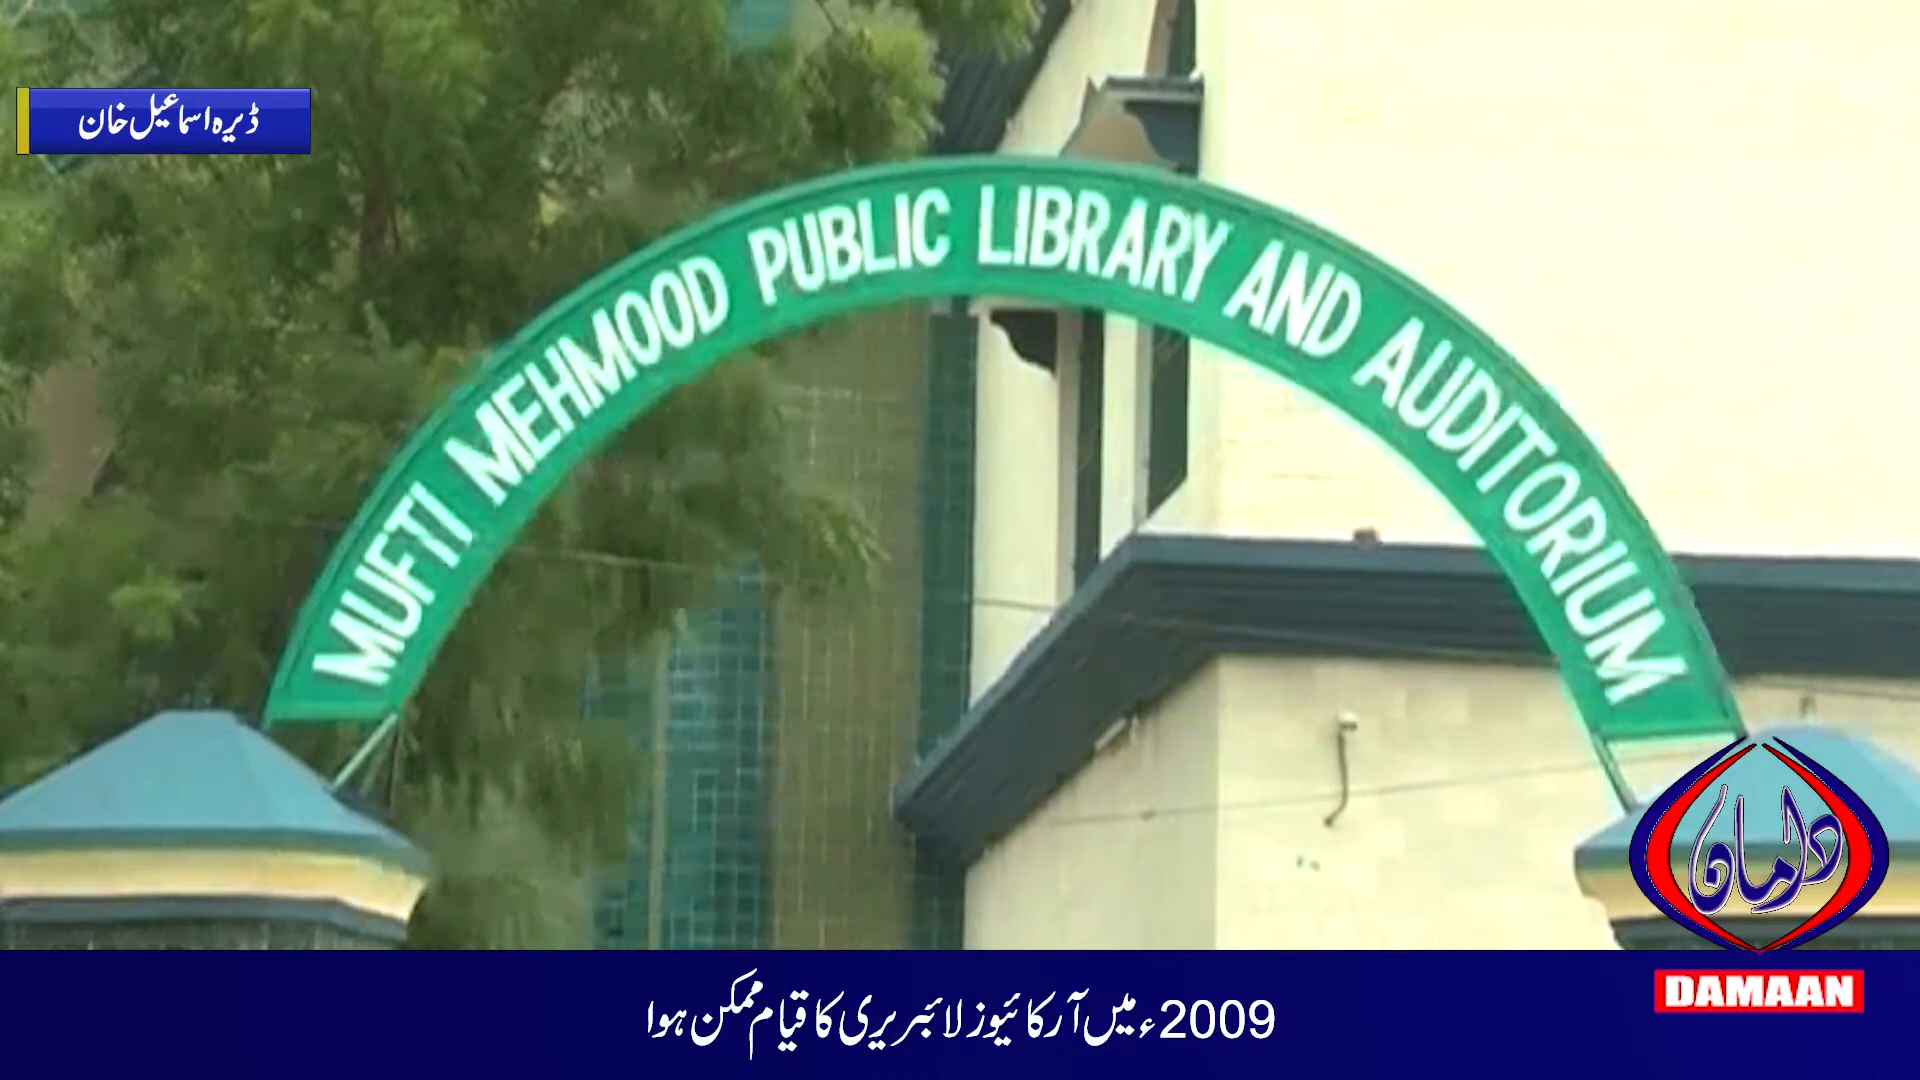 ڈیرہ اسماعیل خان
MUFTI MEHMOOD PUBLIC LIBRARY AND AUDITORIUM
دامان
DAMAAN
2009ء میں آرکائیوز لائبریری کا قیام ممکن ہوا